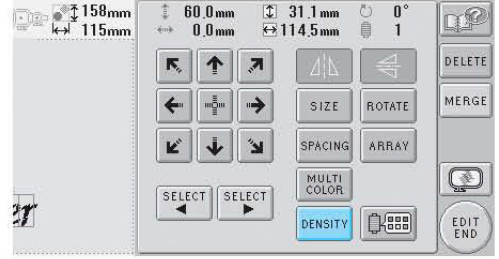 158mm 60.0mm 31.1mm 0°
115mm 0.0mm 114.5mm 1
DELETE
SIZE ROTATE MERGE
SPACING ARRAY
MULTI
COLOR
SELECT SELECT
DENSITY
EDIT
END
er